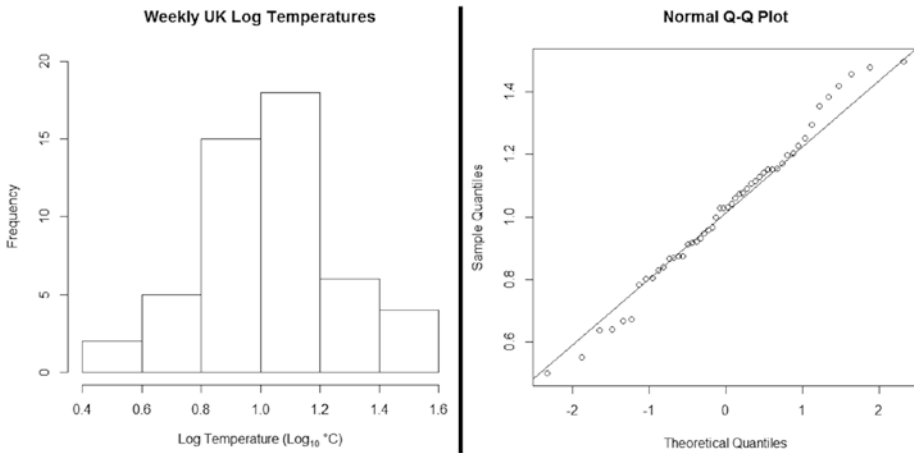 Weekly UK Log Temperatures
Frequency
20
15
10
5
0
0.4 0.6 0.8 1.0 1.2 1.4 1.6
Log Temperature (Log₁₀ °C)
Normal Q-Q Plot
Sample Quantiles
1.4
1.2
1.0
0.8
0.6
-2 -1 0 1 2
Theoretical Quantiles